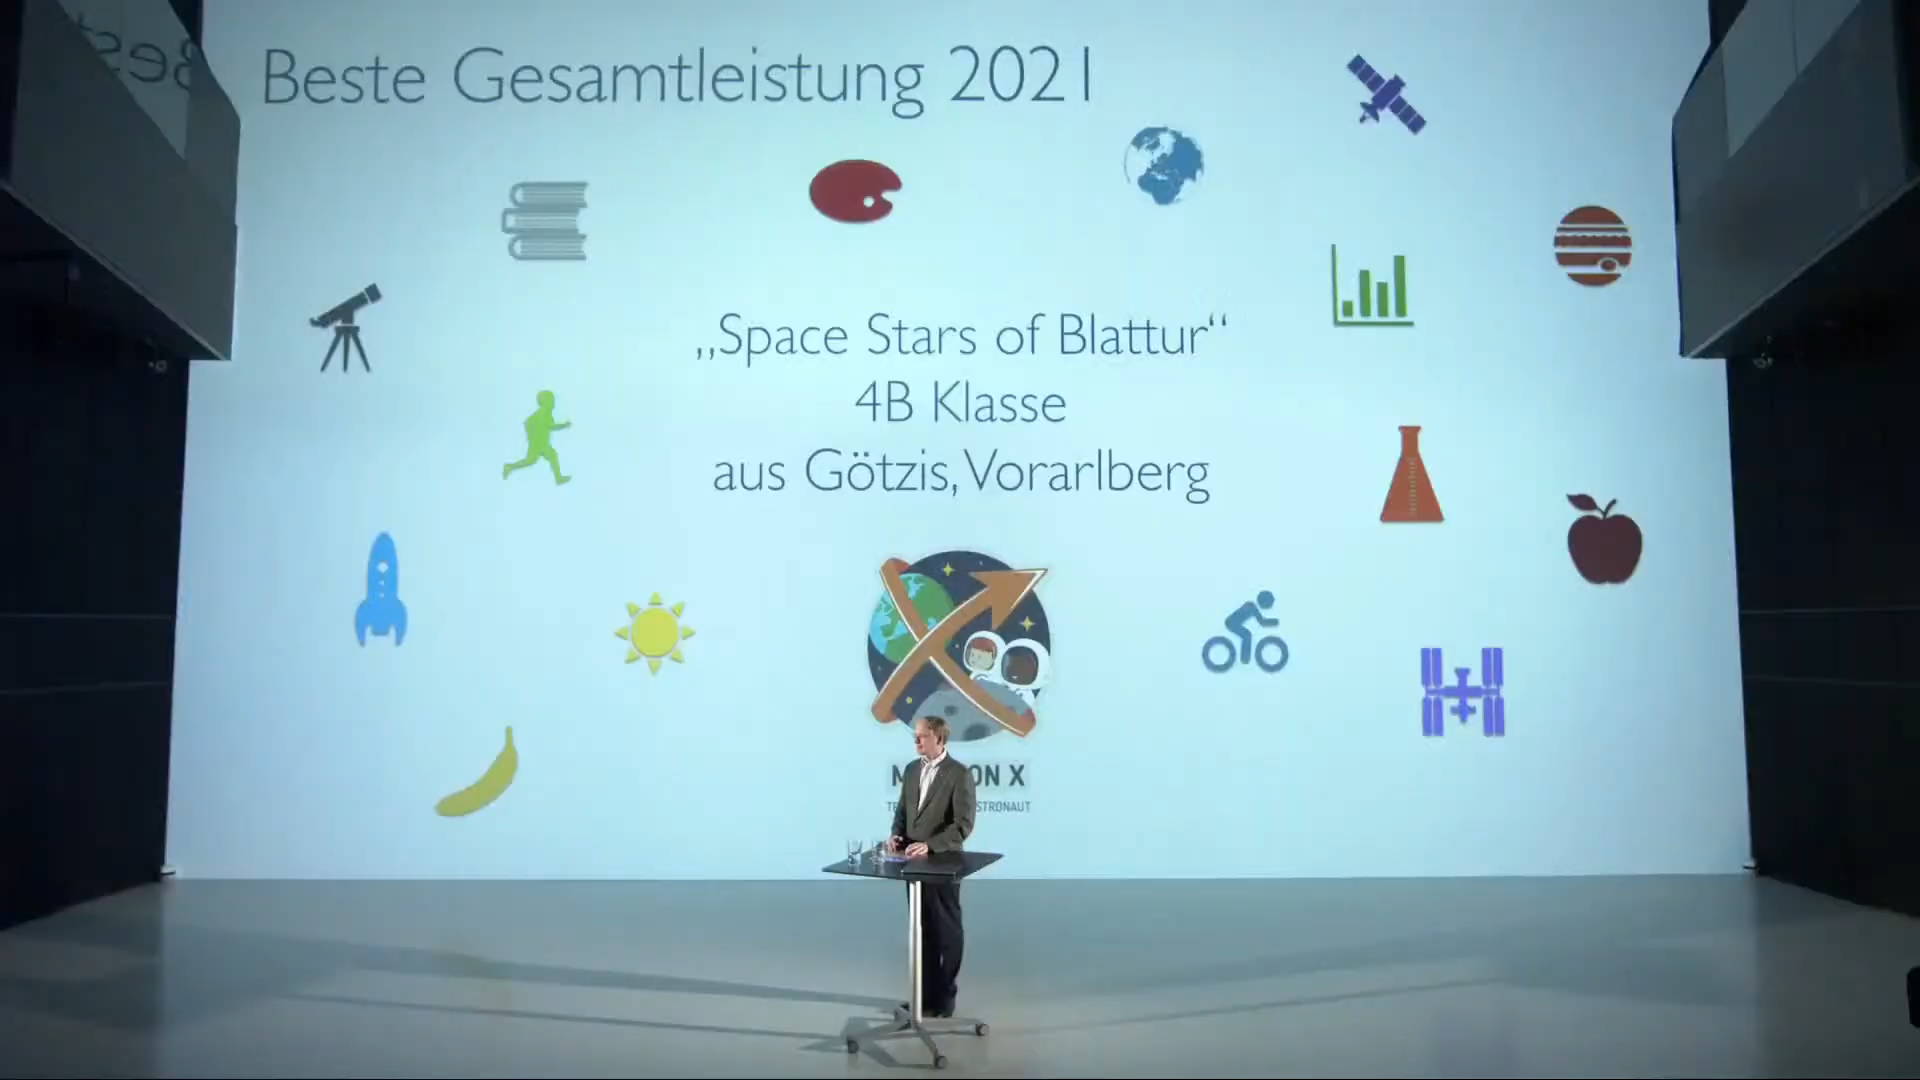 Beste Gesamtleistung 2021
„Space Stars of Blattur“
4B Klasse
aus Götzis, Vorarlberg
ON X